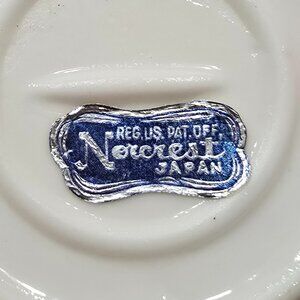 REG. U.S. PAT. OFF.
Norcrest
JAPAN